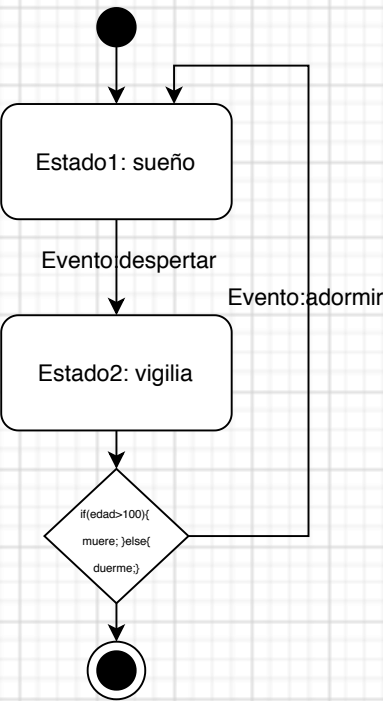 Estado1: sueño
Evento:despertar
Evento:adormir
Estado2: vigilia
if(edad>100){
muere; }else{
duerme;}